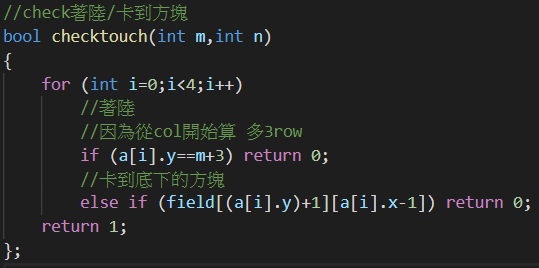 //check著陸/卡到方塊
bool checktouch(int m,int n)
{
for (int i=0;i<4;i++)
//著陸
//因為從col開始算 多3row
if (a[i].y==m+3) return 0;
//卡到底下的方塊
else if (field[(a[i].y)+1][a[i].x-1]) return 0;
return 1;
};